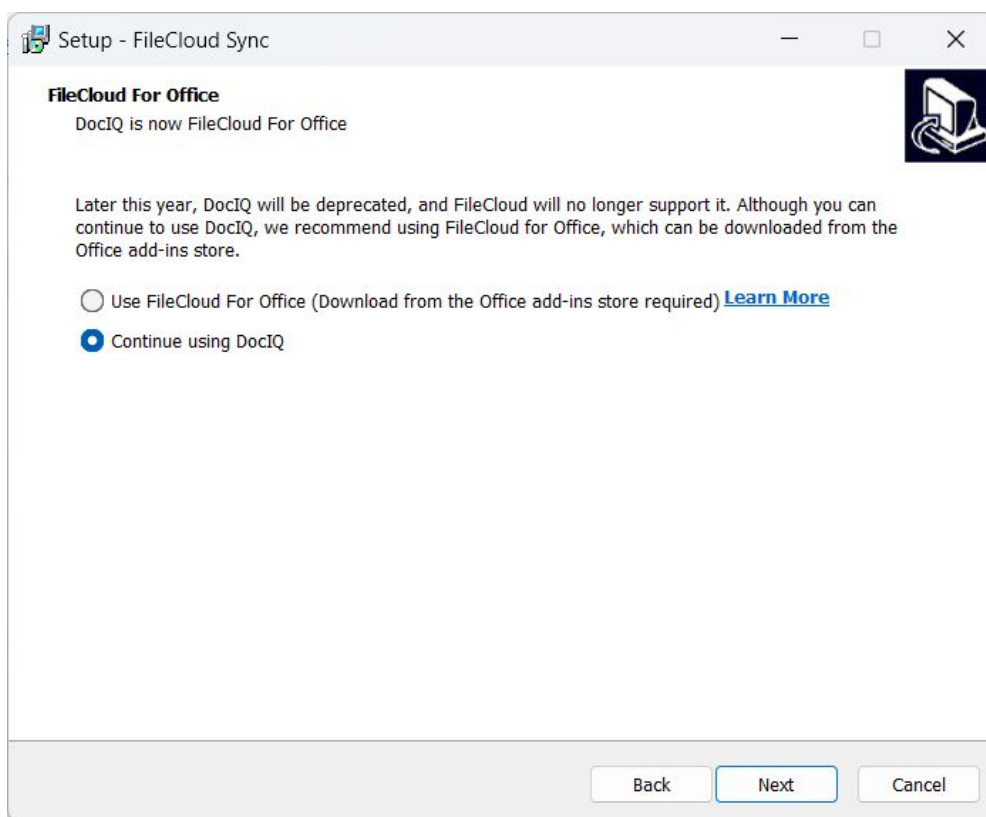 Setup - FileCloud Sync
FileCloud For Office
DocIQ is now FileCloud For Office
Later this year, DocIQ will be deprecated, and FileCloud will no longer support it. Although you can
continue to use DocIQ, we recommend using FileCloud for Office, which can be downloaded from the
Office add-ins store.
Use FileCloud For Office (Download from the Office add-ins store required) Learn More
Continue using DocIQ
Back Next Cancel